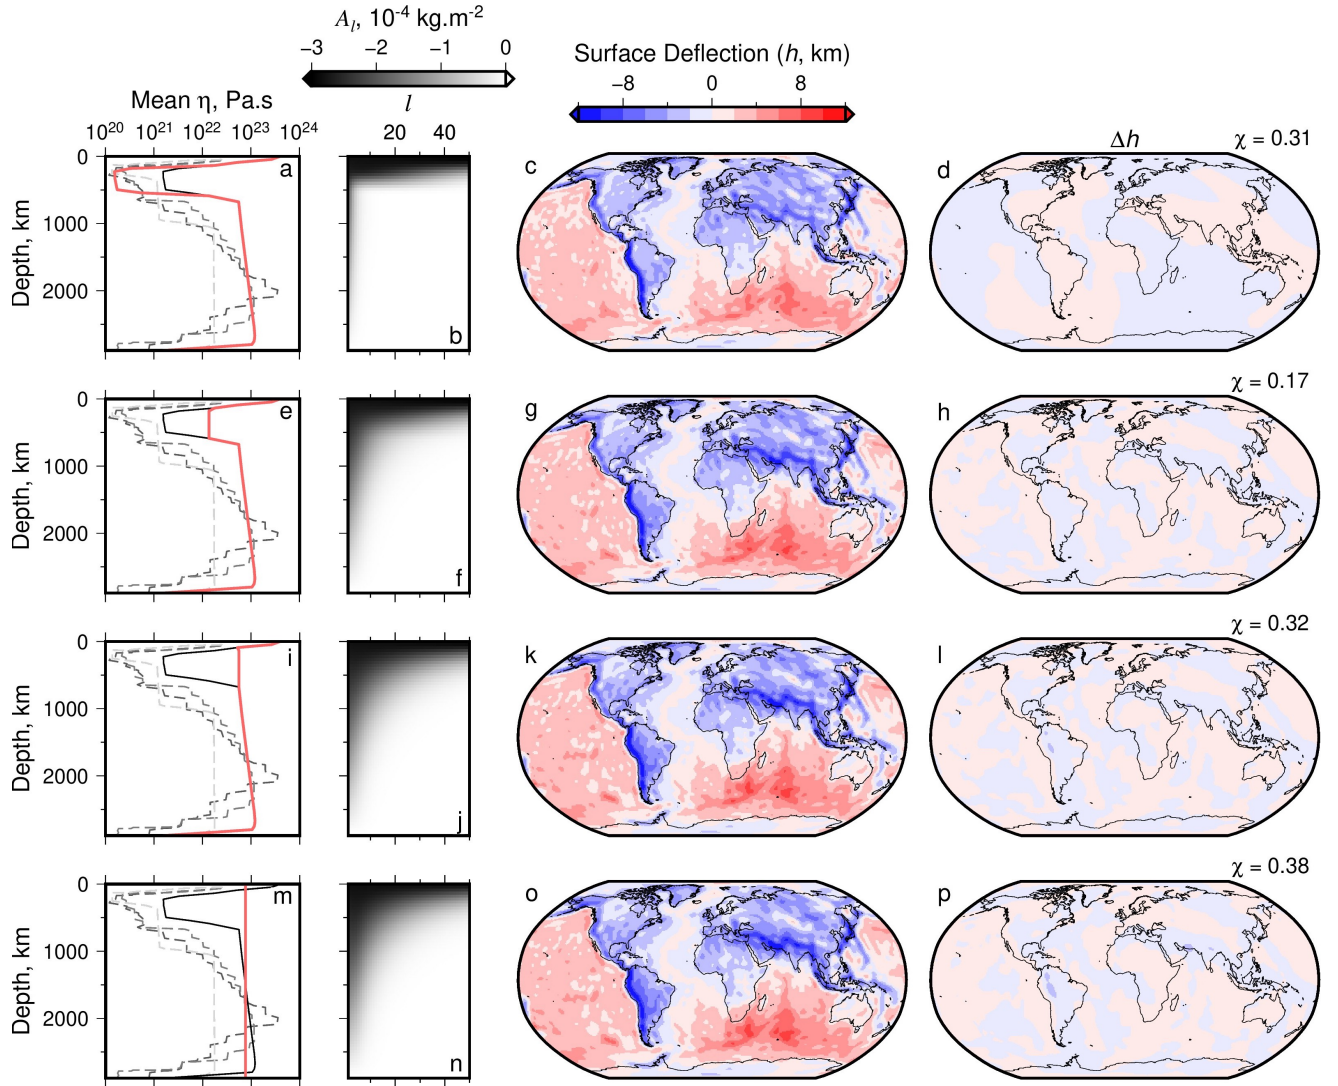 A_l, 10^-4 kg.m^-2
−3 −2 −1 0
Surface Deflection (h, km)
−8 0 8
Mean η, Pa.s
10^20 10^21 10^22 10^23 10^24
l
20 40
Δh
χ = 0.31
0
1000
2000
Depth, km
a
b
c
d
χ = 0.17
0
1000
2000
Depth, km
e
f
g
h
χ = 0.32
0
1000
2000
Depth, km
i
j
k
l
χ = 0.38
0
1000
2000
Depth, km
m
n
o
p